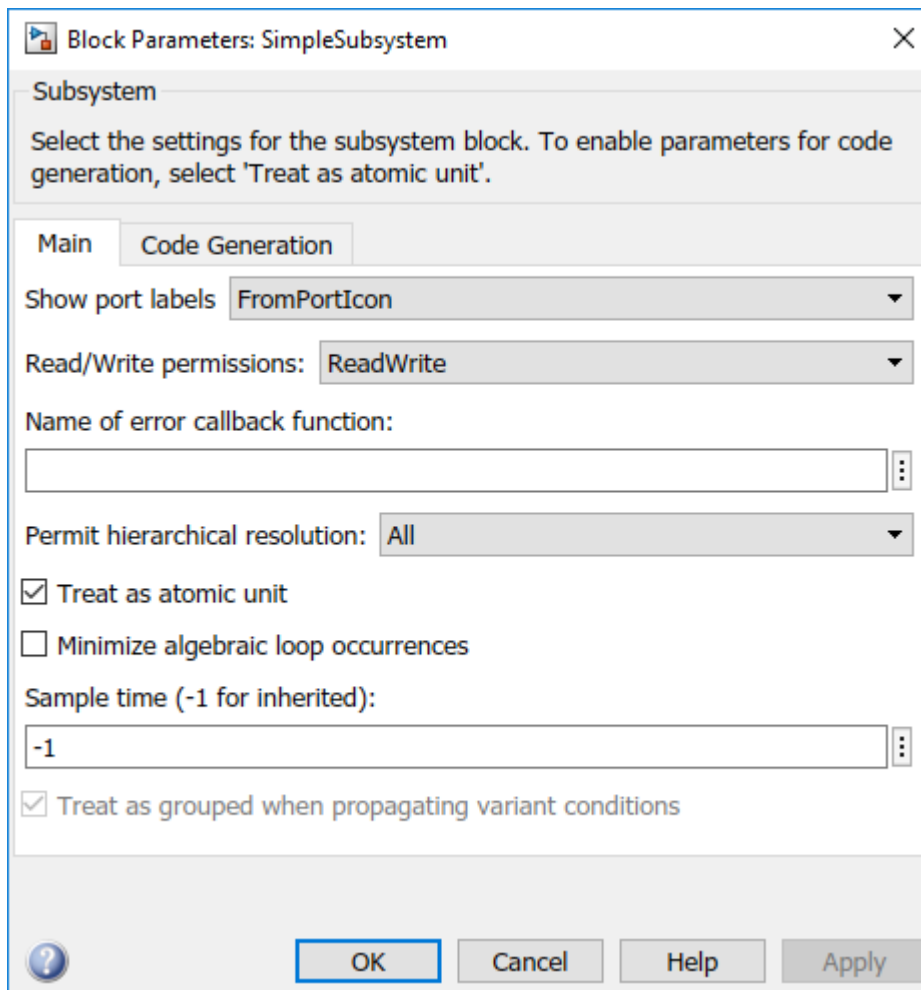 Block Parameters: SimpleSubsystem
Subsystem
Select the settings for the subsystem block. To enable parameters for code
generation, select 'Treat as atomic unit'.
Main
Code Generation
Show port labels FromPortIcon
Read/Write permissions: ReadWrite
Name of error callback function:
Permit hierarchical resolution: All
Treat as atomic unit
Minimize algebraic loop occurrences
Sample time (-1 for inherited):
-1
Treat as grouped when propagating variant conditions
? OK Cancel Help Apply